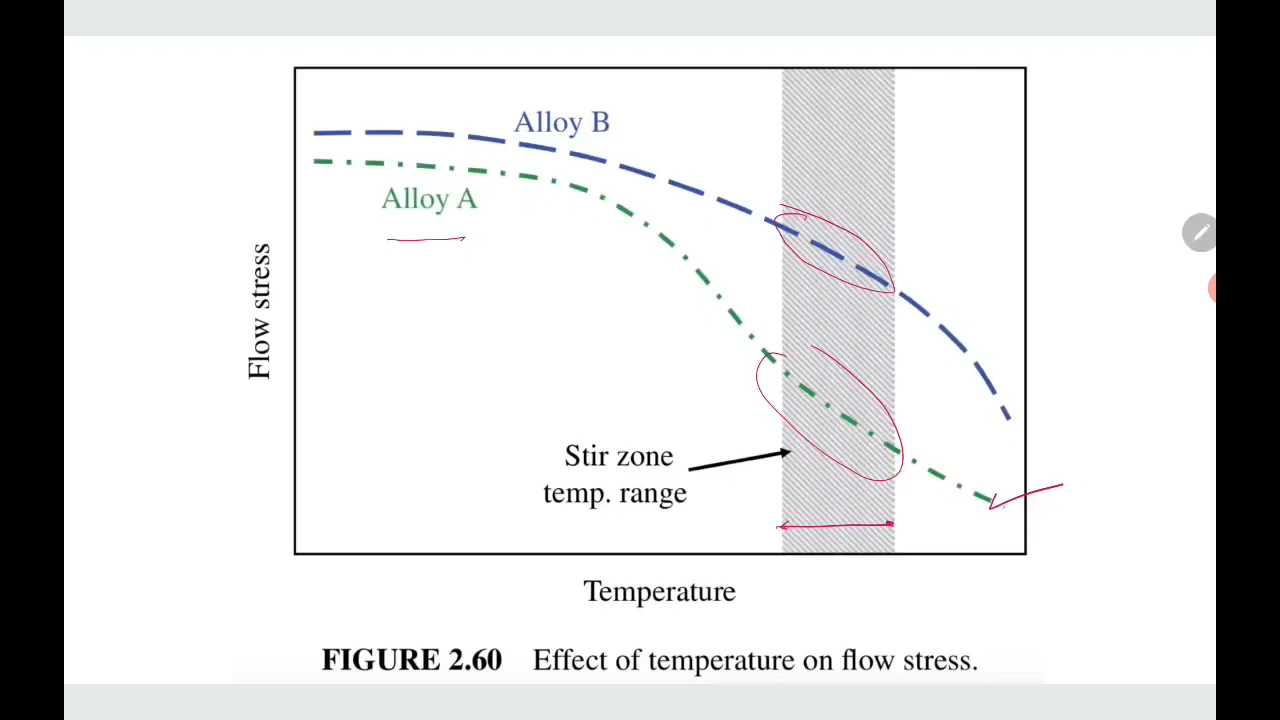 Alloy B
Alloy A
Flow stress
Stir zone
temp. range
Temperature
FIGURE 2.60 Effect of temperature on flow stress.